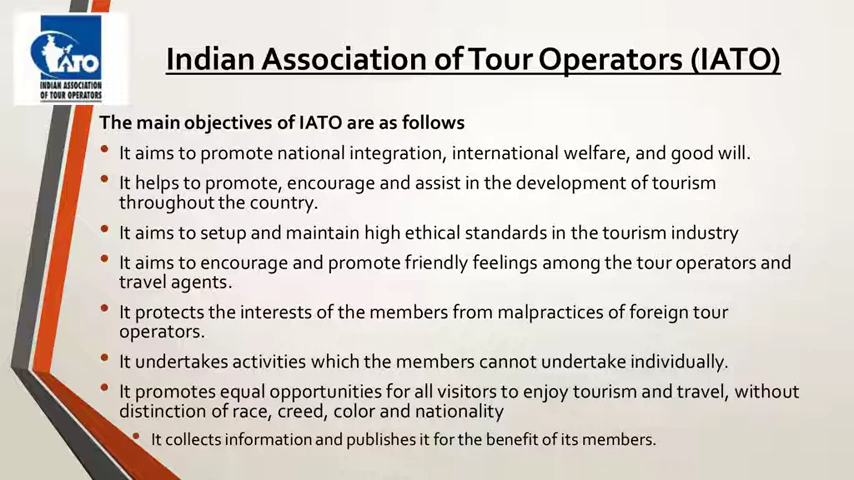 IATO
INDIAN ASSOCIATION
OF TOUR OPERATORS
Indian Association of Tour Operators (IATO)
The main objectives of IATO are as follows
• It aims to promote national integration, international welfare, and good will.
• It helps to promote, encourage and assist in the development of tourism
throughout the country.
• It aims to setup and maintain high ethical standards in the tourism industry
• It aims to encourage and promote friendly feelings among the tour operators and
travel agents.
• It protects the interests of the members from malpractices of foreign tour
operators.
• It undertakes activities which the members cannot undertake individually.
• It promotes equal opportunities for all visitors to enjoy tourism and travel, without
distinction of race, creed, color and nationality
• It collects information and publishes it for the benefit of its members.